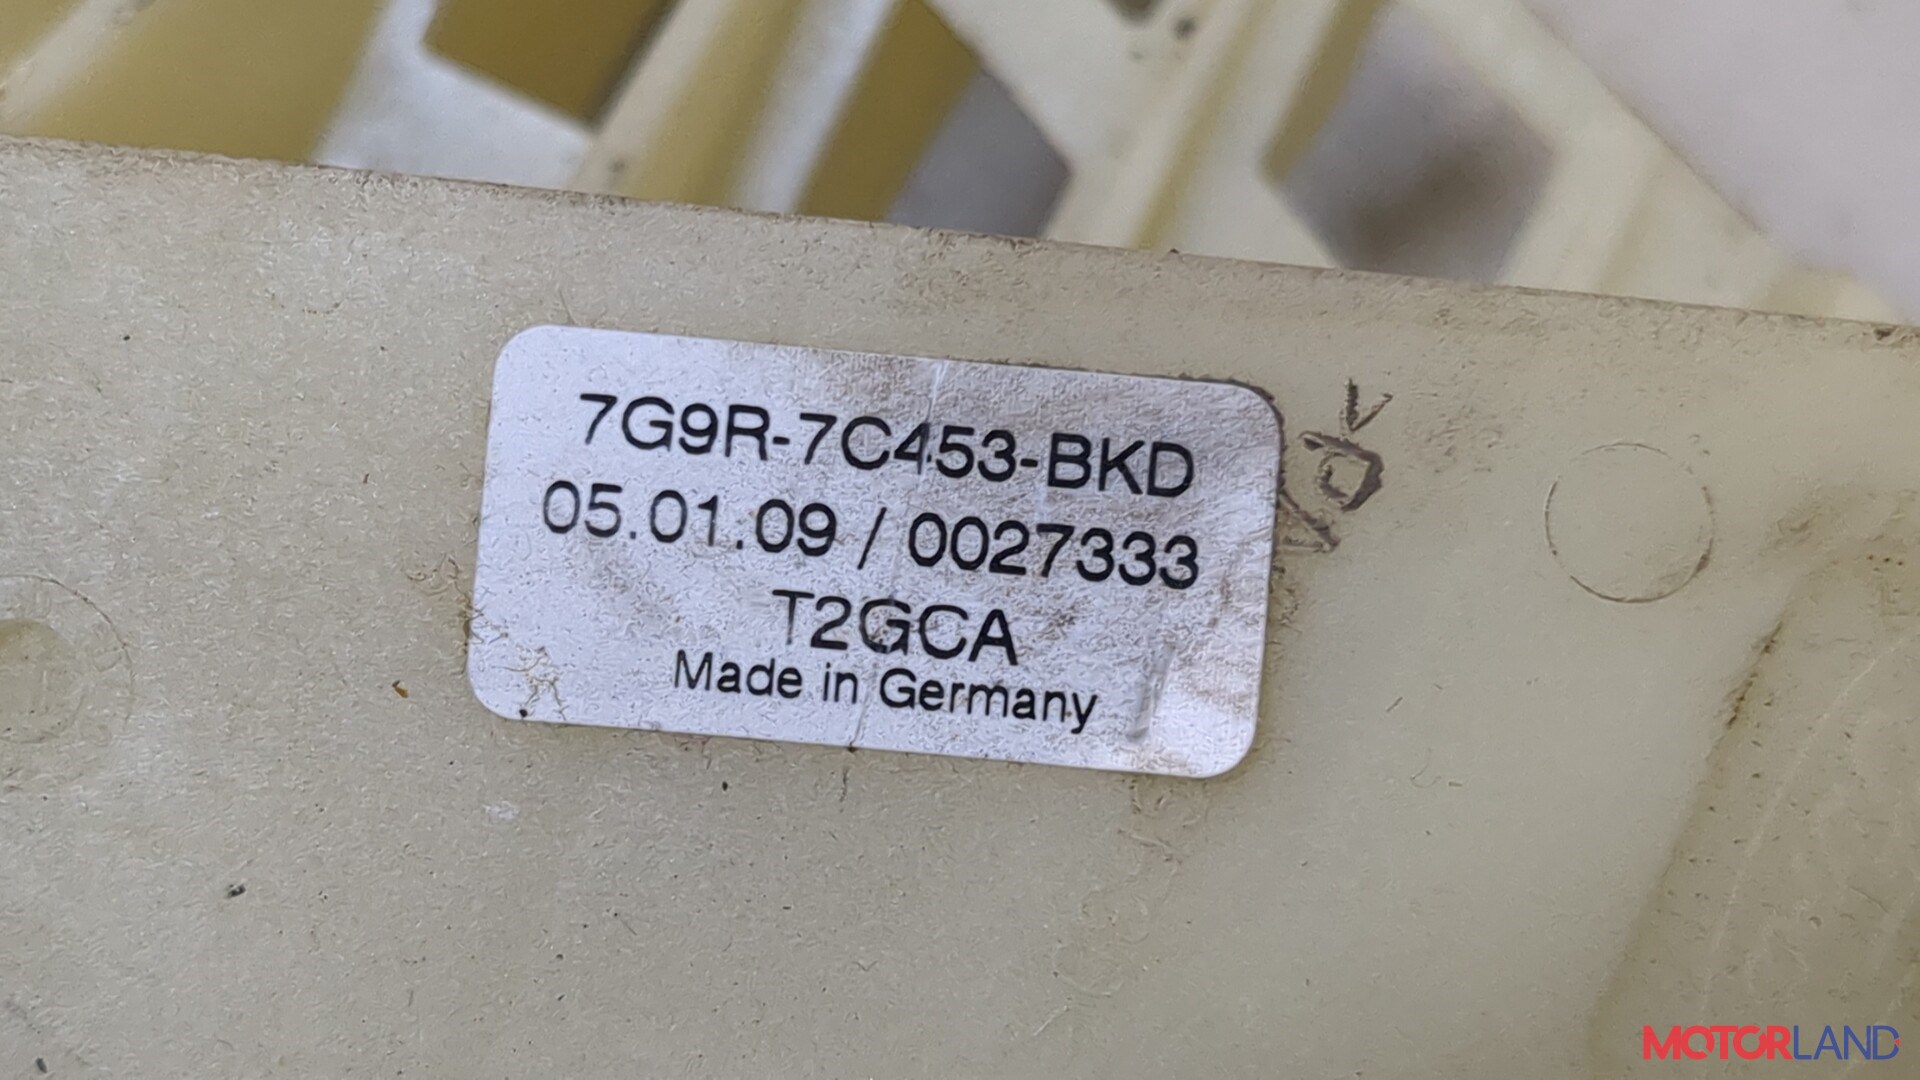 7G9R-7C453-BKD
05.01.09 / 0027333
T2GCA
Made in Germany
MOTORLAND